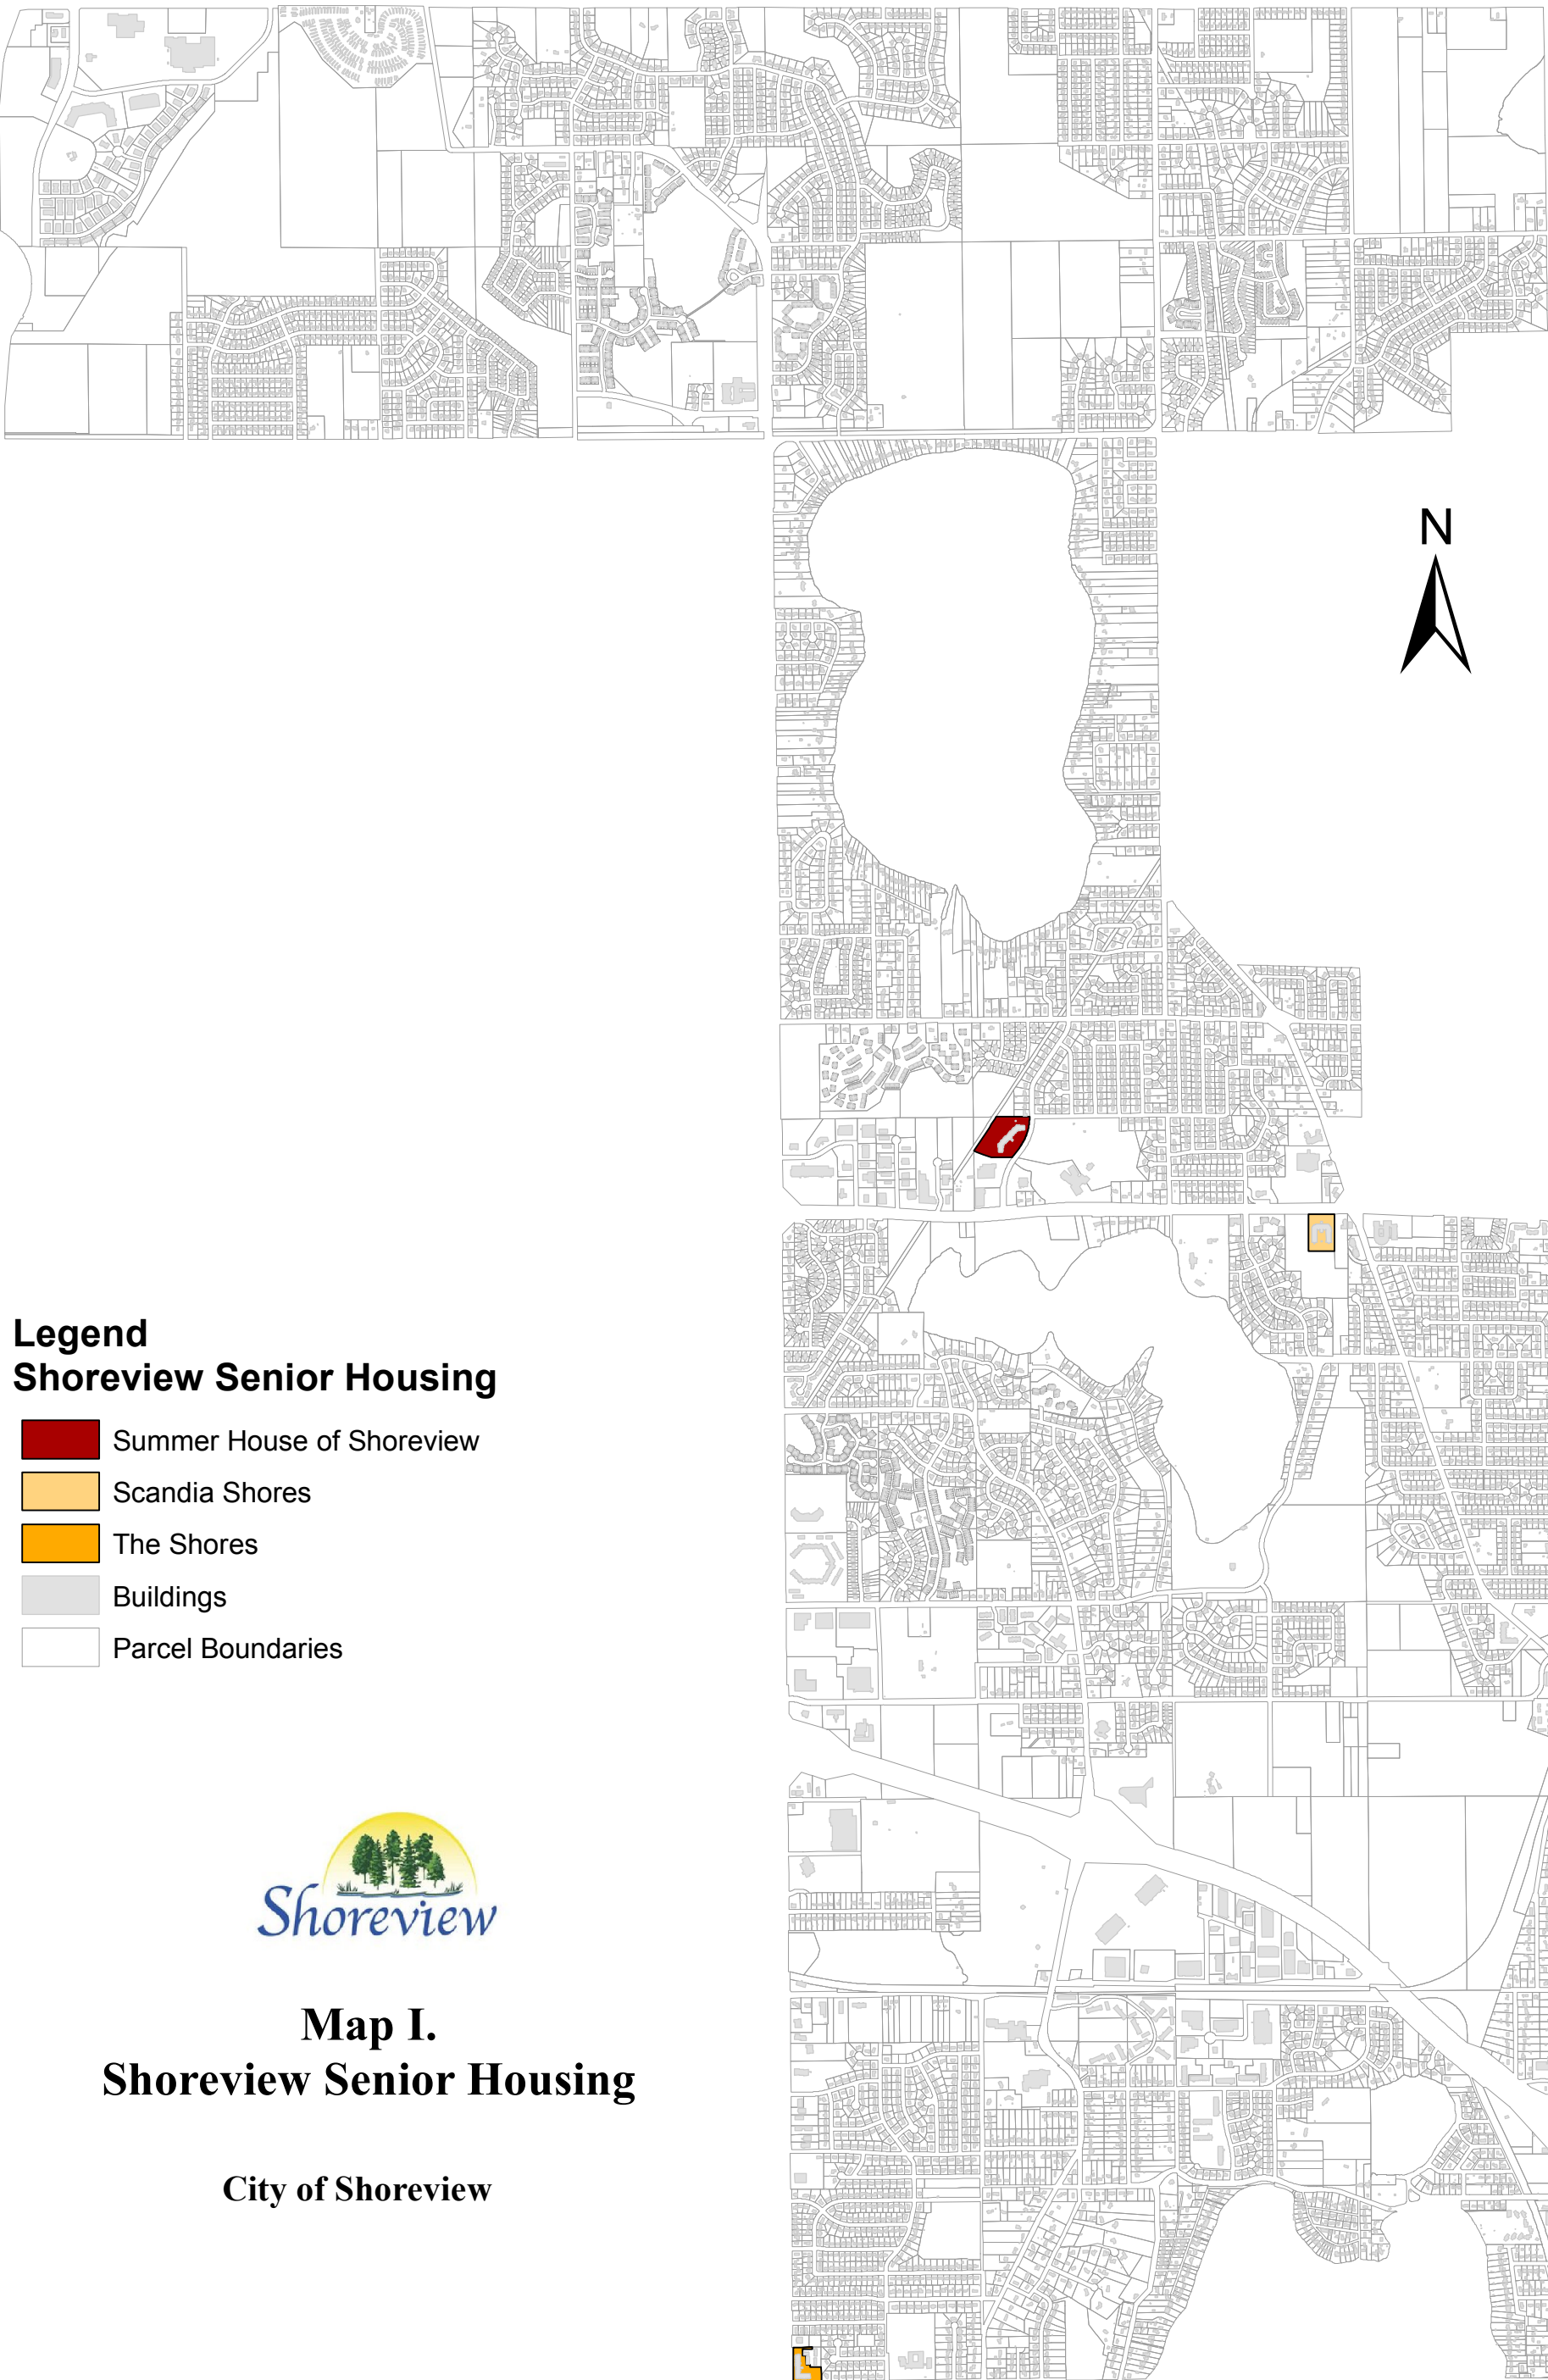 N
Legend
Shoreview Senior Housing
Summer House of Shoreview
Scandia Shores
The Shores
Buildings
Parcel Boundaries
Shoreview
Map I.
Shoreview Senior Housing
City of Shoreview